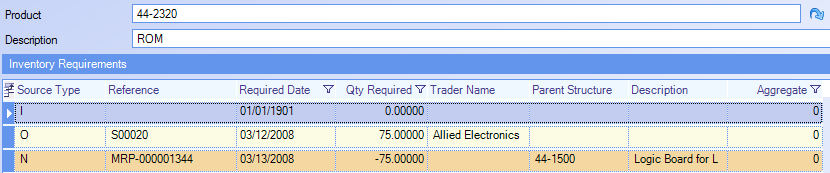 Product 44-2320
Description ROM
Inventory Requirements
Source Type Reference Required Date Qty Required Trader Name Parent Structure Description Aggregate
I 01/01/1901 0.00000 0
O S00020 03/12/2008 75.00000 Allied Electronics 0
N MRP-000001344 03/13/2008 -75.00000 44-1500 Logic Board for L 0